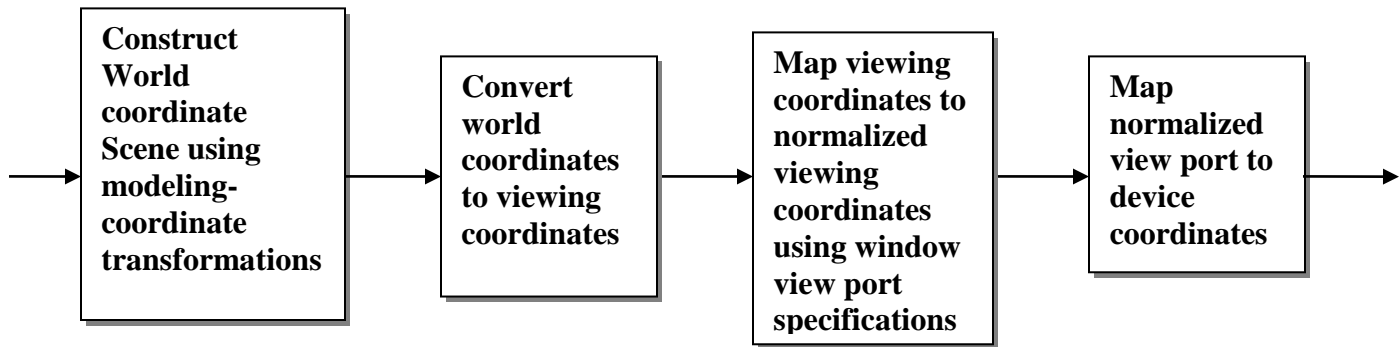 Construct
World
coordinate
Scene using
modeling-
coordinate
transformations
Convert
world
coordinates
to viewing
coordinates
Map viewing
coordinates to
normalized
viewing
coordinates
using window
view port
specifications
Map
normalized
view port to
device
coordinates